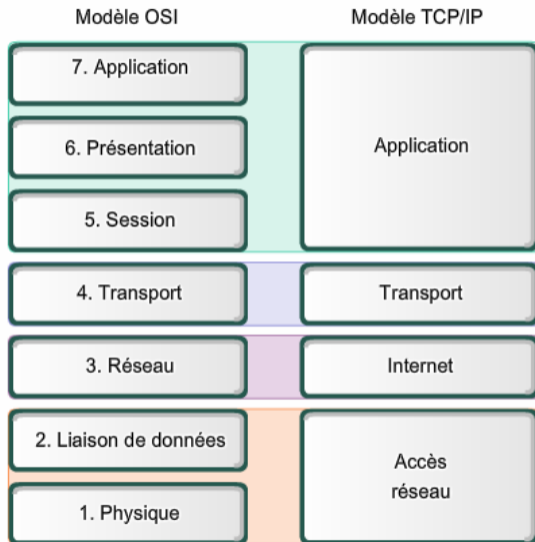 Modèle OSI
Modèle TCP/IP
7. Application
6. Présentation
5. Session
Application
4. Transport
Transport
3. Réseau
Internet
2. Liaison de données
1. Physique
Accès
réseau